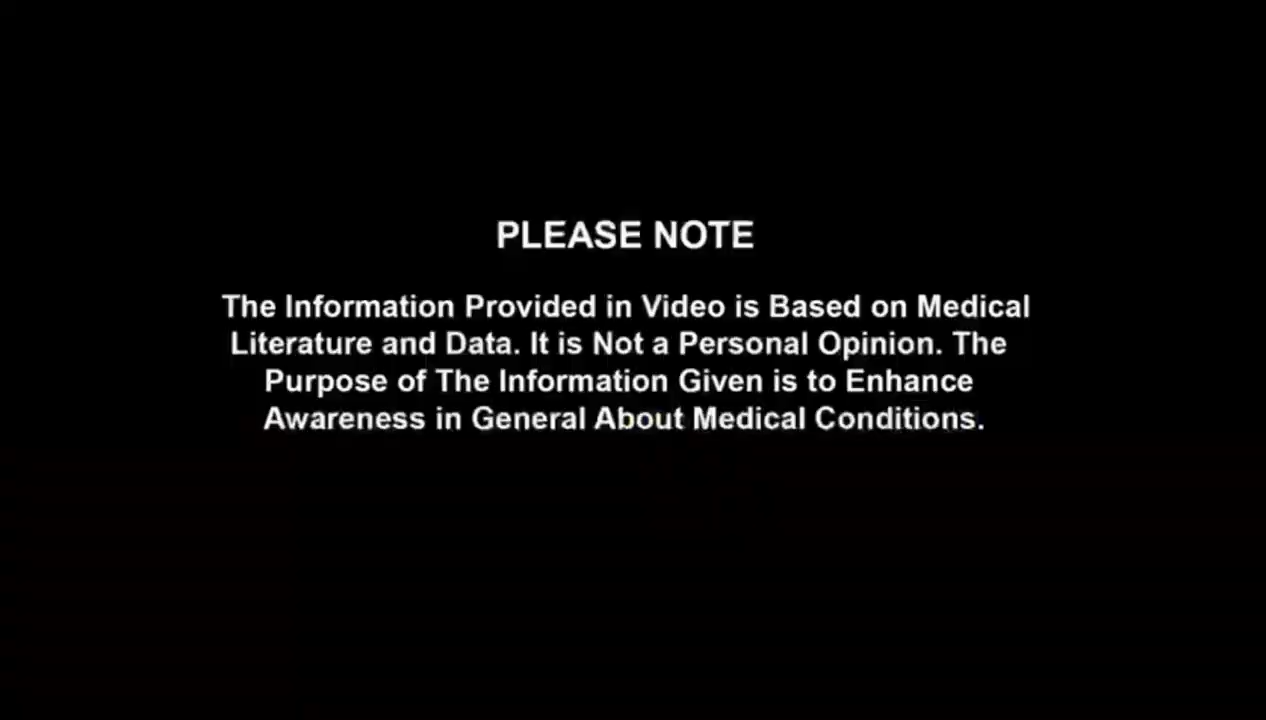 PLEASE NOTE
The Information Provided in Video is Based on Medical
Literature and Data. It is Not a Personal Opinion. The
Purpose of The Information Given is to Enhance
Awareness in General About Medical Conditions.